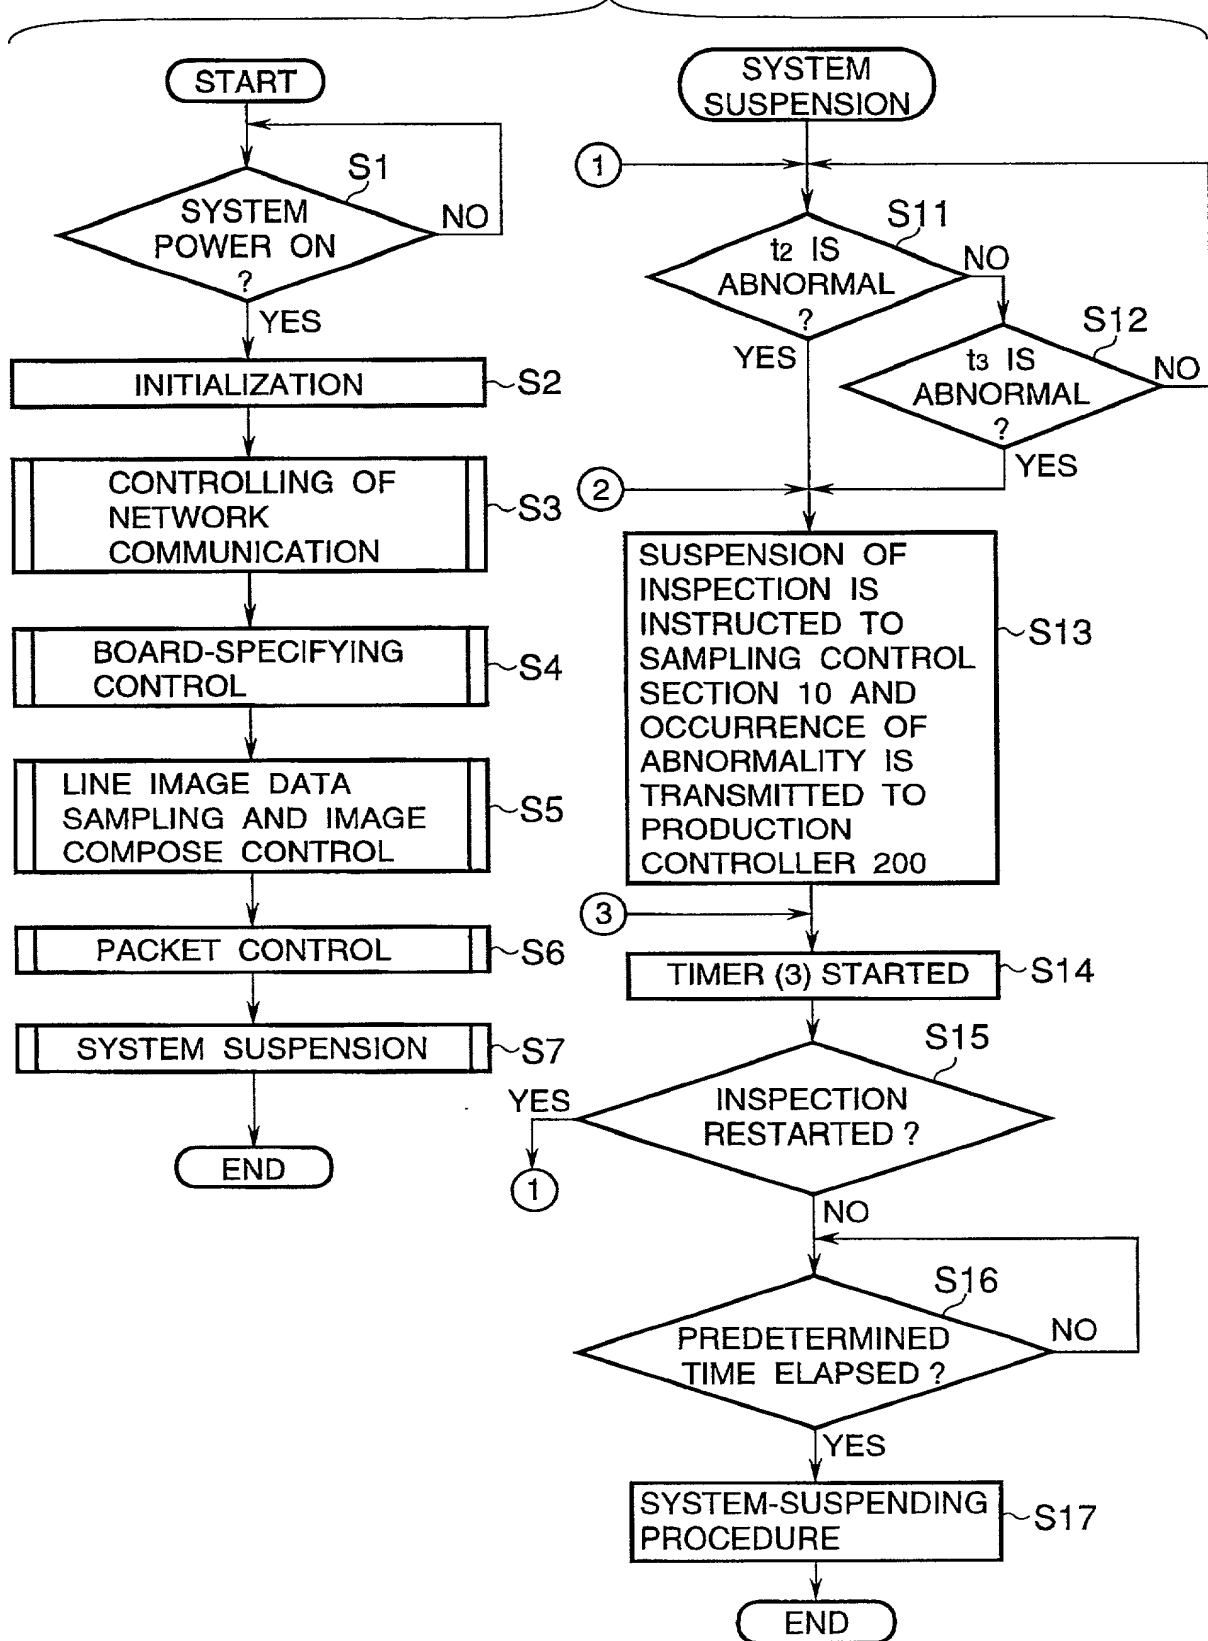 START
S1
SYSTEM
POWER ON
?
NO
YES
INITIALIZATION
S2
CONTROLLING OF
NETWORK
COMMUNICATION
S3
BOARD-SPECIFYING
CONTROL
S4
LINE IMAGE DATA
SAMPLING AND IMAGE
COMPOSE CONTROL
S5
PACKET CONTROL
S6
SYSTEM SUSPENSION
S7
END
SYSTEM
SUSPENSION
1
S11
t2 IS
ABNORMAL
?
NO
YES
S12
t3 IS
ABNORMAL
?
NO
YES
2
SUSPENSION OF
INSPECTION IS
INSTRUCTED TO
SAMPLING CONTROL
SECTION 10 AND
OCCURRENCE OF
ABNORMALITY IS
TRANSMITTED TO
PRODUCTION
CONTROLLER 200
S13
3
TIMER (3) STARTED
S14
S15
INSPECTION
RESTARTED ?
YES
1
NO
S16
PREDETERMINED
TIME ELAPSED ?
NO
YES
SYSTEM-SUSPENDING
PROCEDURE
S17
END